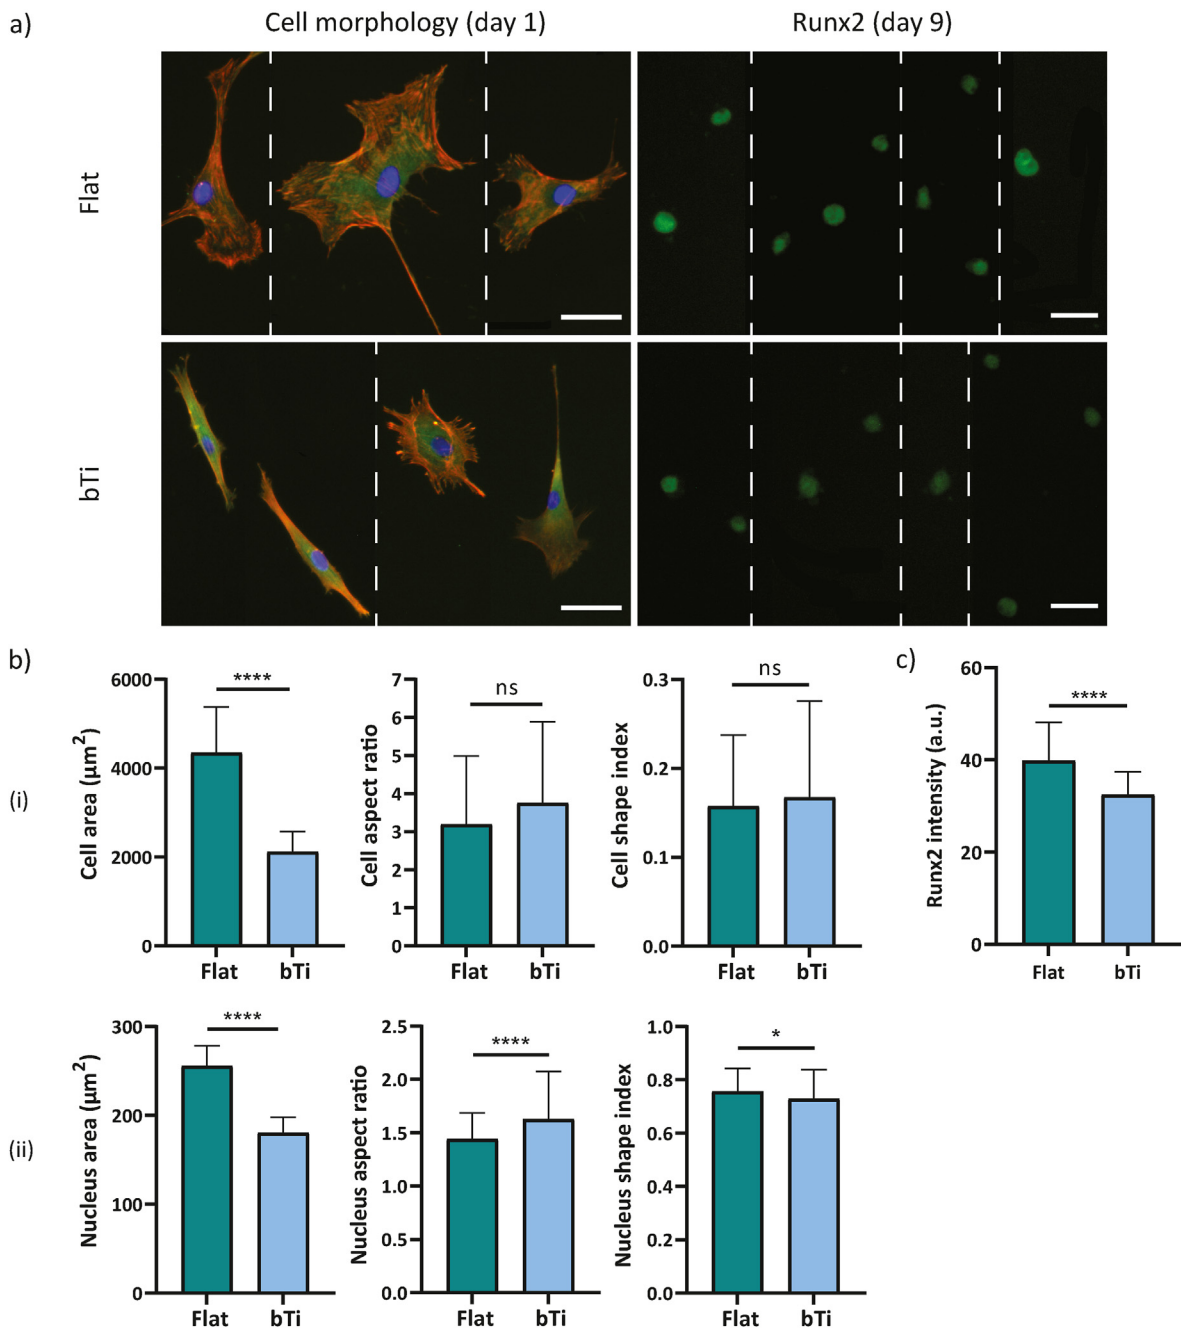 a)
Cell morphology (day 1)
Runx2 (day 9)
Flat
bTi
b)
(i)
Cell area (μm²)
6000
4000
2000
0
****
Flat
bTi
Cell aspect ratio
7
6
5
4
3
2
1
0
ns
Flat
bTi
Cell shape index
0.3
0.2
0.1
0.0
ns
Flat
bTi
c)
Runx2 intensity (a.u.)
60
40
20
0
****
Flat
bTi
(ii)
Nucleus area (μm²)
300
200
100
0
****
Flat
bTi
Nucleus aspect ratio
2.5
2.0
1.5
1.0
0.5
0.0
****
Flat
bTi
Nucleus shape index
1.0
0.8
0.6
0.4
0.2
0.0
*
Flat
bTi